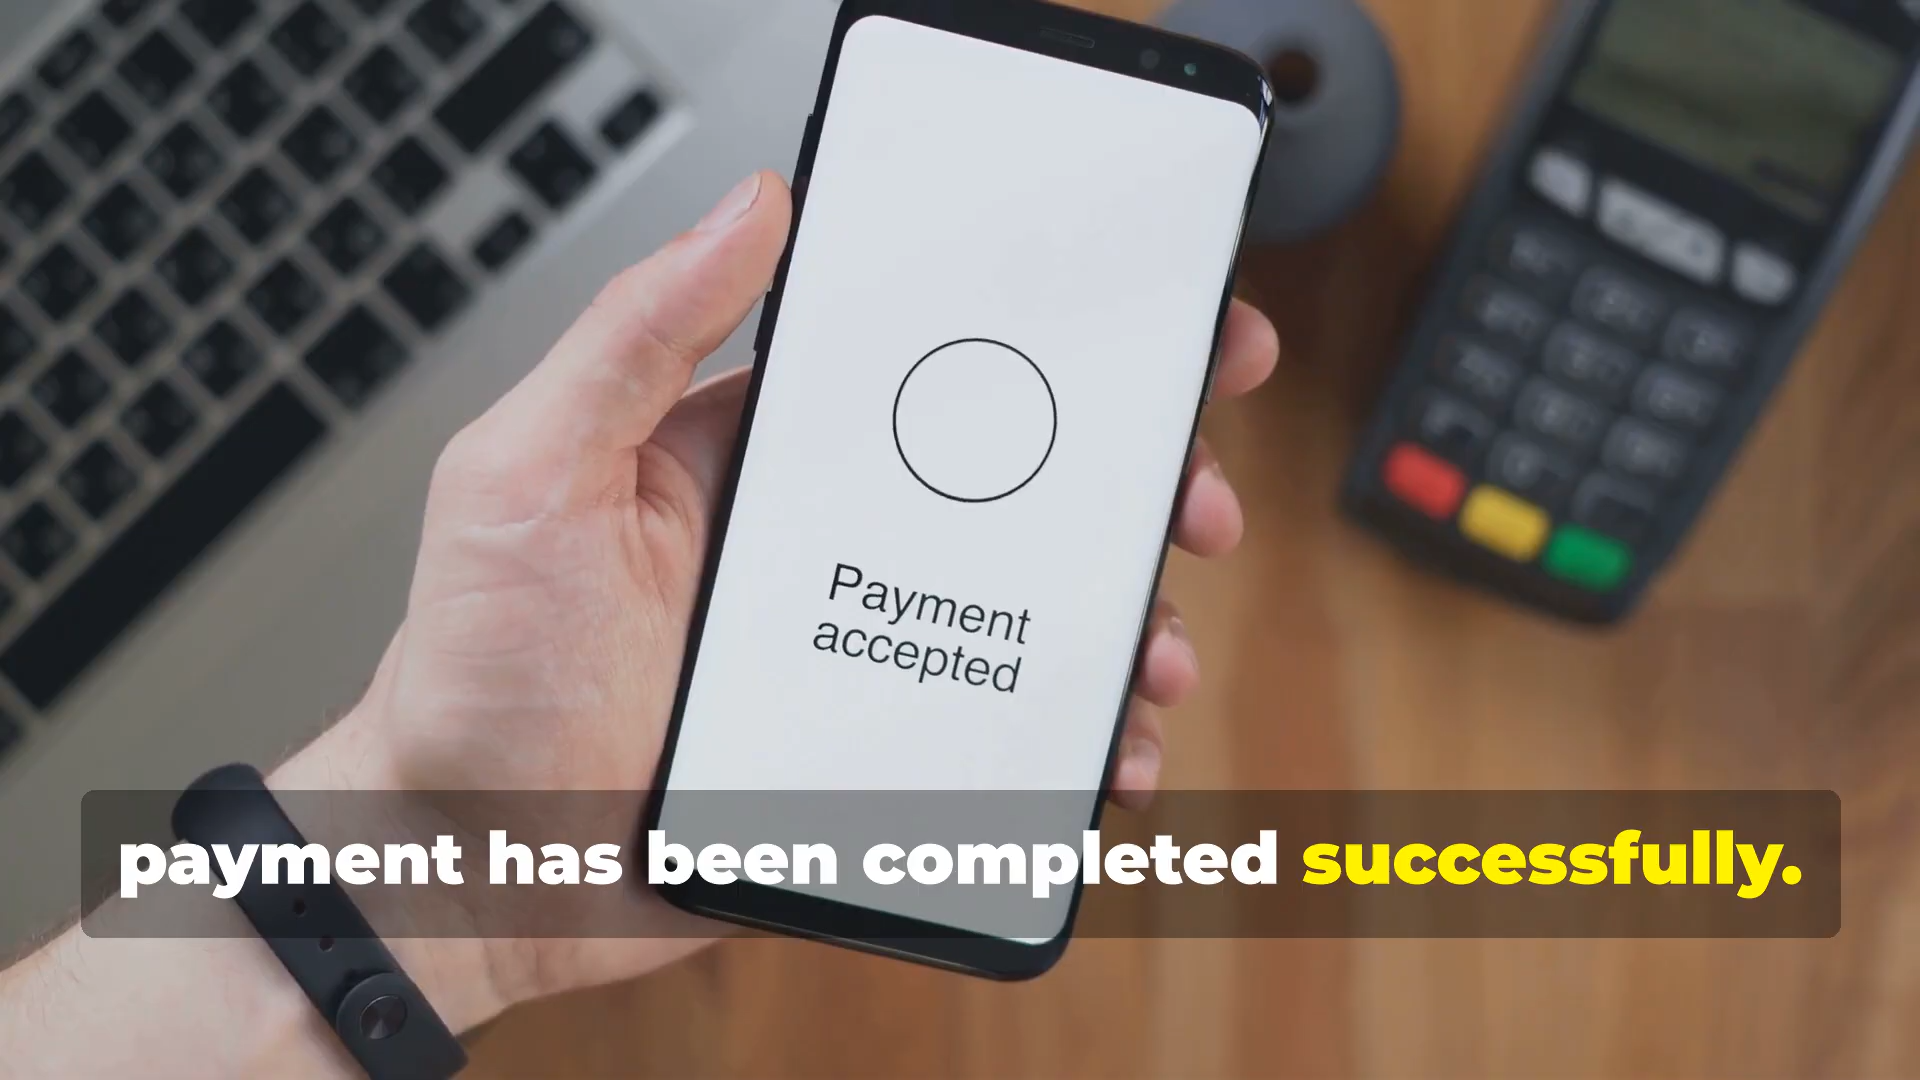 Payment
accepted
payment has been completed successfully.